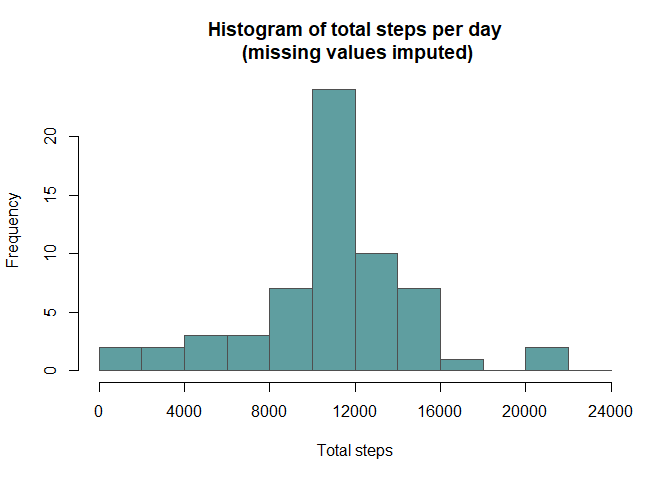 Histogram of total steps per day
(missing values imputed)
Frequency
20
15
10
5
0
0 4000 8000 12000 16000 20000 24000
Total steps